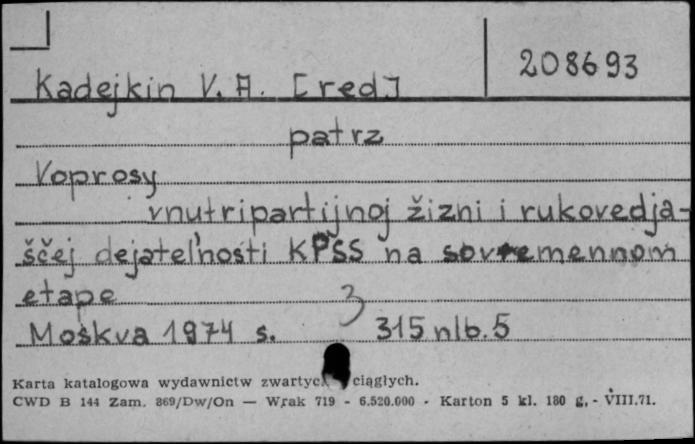 208693
Kadejkin V. A. [red]
patrz
Voprosy
vnutripartijnoj žizni i rukovedja-
ščej dejatel'nosti KPSS na sovremennom
etape
3
Moskva 1974 s. 315 nlb. 5
Karta katalogowa wydawnictw zwartych ciągłych.
CWD B 144 Zam. 869/Dw/On — Wrak 719 - 6.520.000 - Karton 5 kl. 180 g, - VIII.71.